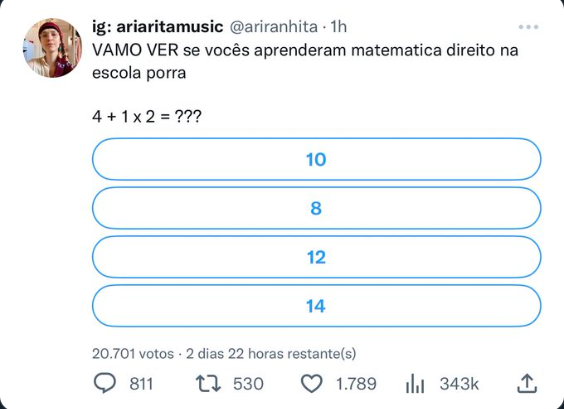 ig: ariaritamusic @ariranhita · 1h
VAMO VER se vocês aprenderam matematica direito na
escola porra
4 + 1 x 2 = ???
10
8
12
14
20.701 votos · 2 dias 22 horas restante(s)
811 530 1.789 343k